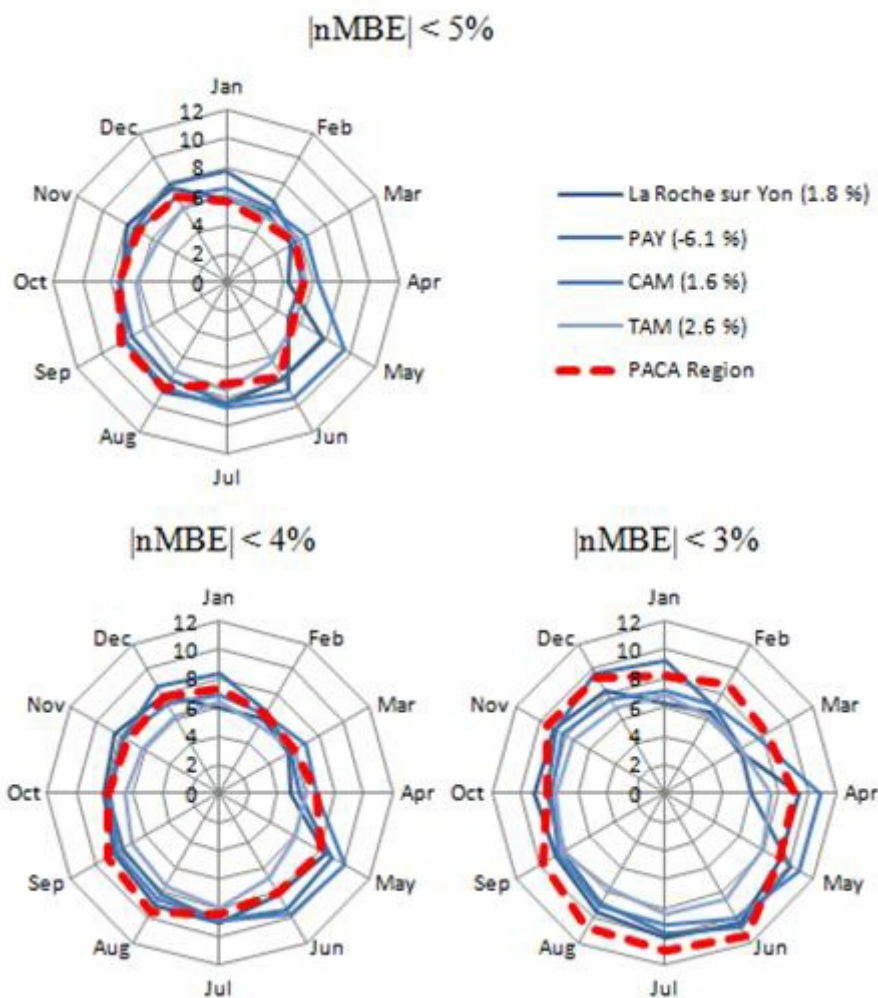 |nMBE| < 5%
Jan
Feb
Mar
Apr
May
Jun
Jul
Aug
Sep
Oct
Nov
Dec
12
10
8
6
4
2
0
La Roche sur Yon (1.8 %)
PAY (-6.1 %)
CAM (1.6 %)
TAM (2.6 %)
PACA Region
|nMBE| < 4%
Jan
Feb
Mar
Apr
May
Jun
Jul
Aug
Sep
Oct
Nov
Dec
12
10
8
6
4
2
0
|nMBE| < 3%
Jan
Feb
Mar
Apr
May
Jun
Jul
Aug
Sep
Oct
Nov
Dec
12
10
8
6
4
2
0